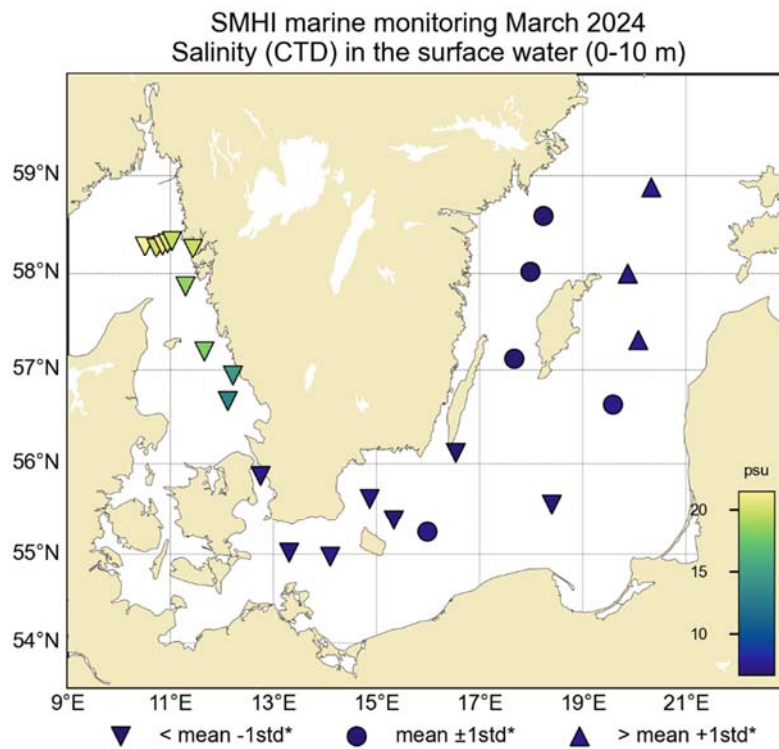 SMHI marine monitoring March 2024
Salinity (CTD) in the surface water (0-10 m)
59°N
58°N
57°N
56°N
55°N
54°N
psu
20
15
10
9°E 11°E 13°E 15°E 17°E 19°E 21°E
< mean -1std* mean ±1std* > mean +1std*